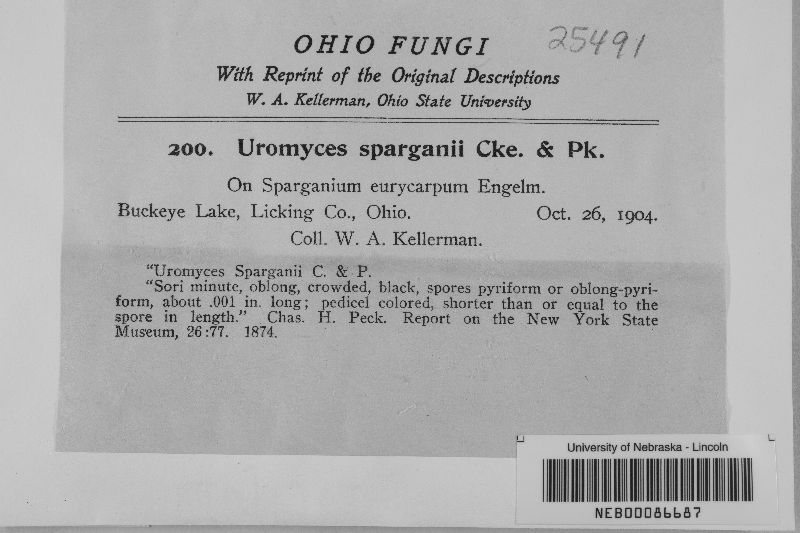 OHIO FUNGI 25491
With Reprint of the Original Descriptions
W. A. Kellerman, Ohio State University
200. Uromyces sparganii Cke. & Pk.
On Sparganium eurycarpum Engelm.
Buckeye Lake, Licking Co., Ohio. Oct. 26, 1904.
Coll. W. A. Kellerman.
"Uromyces Sparganii C. & P.
"Sori minute, oblong, crowded, black, spores pyriform or oblong-pyri-
form, about .001 in. long; pedicel colored, shorter than or equal to the
spore in length." Chas. H. Peck. Report on the New York State
Museum, 26:77. 1874.
University of Nebraska - Lincoln
NEB00086687